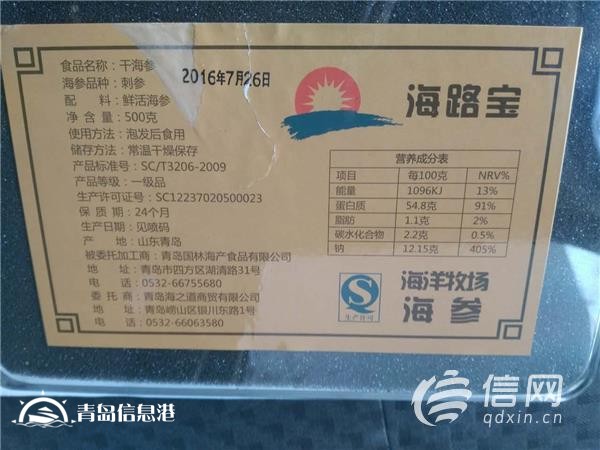 食品名称：干海参
海参品种：刺参
配　　料：鲜活海参
净 含 量：500克
使用方法：泡发后食用
储存方法：常温干燥保存
产品标准号：SC/T3206-2009
产品等级：一级品
生产许可证号：SC12237020500023
保 质 期：24个月
生产日期：见喷码
产　　地：山东青岛
被委托加工商：青岛国林海产食品有限公司
地　　址：青岛市四方区湖清路31号
电　　话：0532-66755680
委 托 商：青岛海之道商贸有限公司
地　　址：青岛崂山区银川东路1号
电　　话：0532-66063580
2016年7月26日
海路宝
营养成分表
项目 每100克 NRV%
能量 1096KJ 13%
蛋白质 54.8克 91%
脂肪 1.1克 2%
碳水化合物 2.2克 0.5%
钠 12.15克 405%
生产许可
海洋牧场
海参
青岛信息港
信网
qdxin.cn